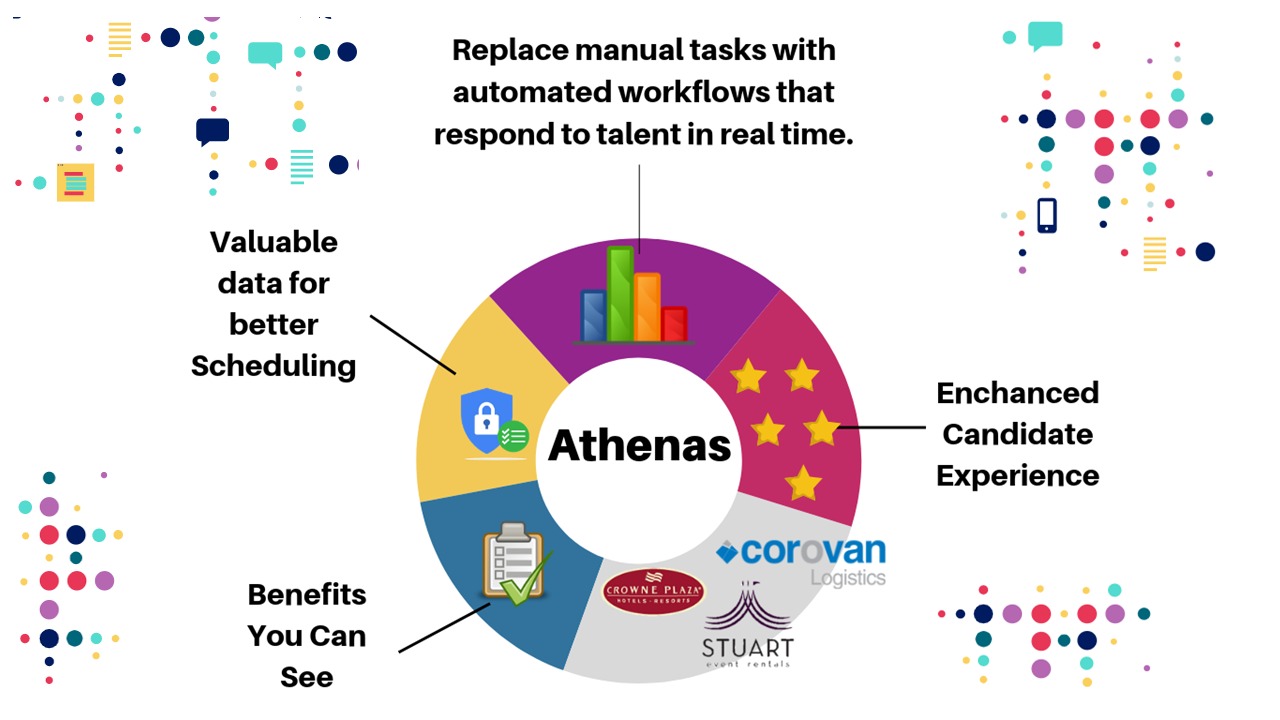 Replace manual tasks with
automated workflows that
respond to talent in real time.
Valuable
data for
better
Scheduling
Athenas
Enchanced
Candidate
Experience
corovan
Logistics
CROWNE PLAZA
HOTELS · RESORTS
STUART
event rentals
Benefits
You Can
See